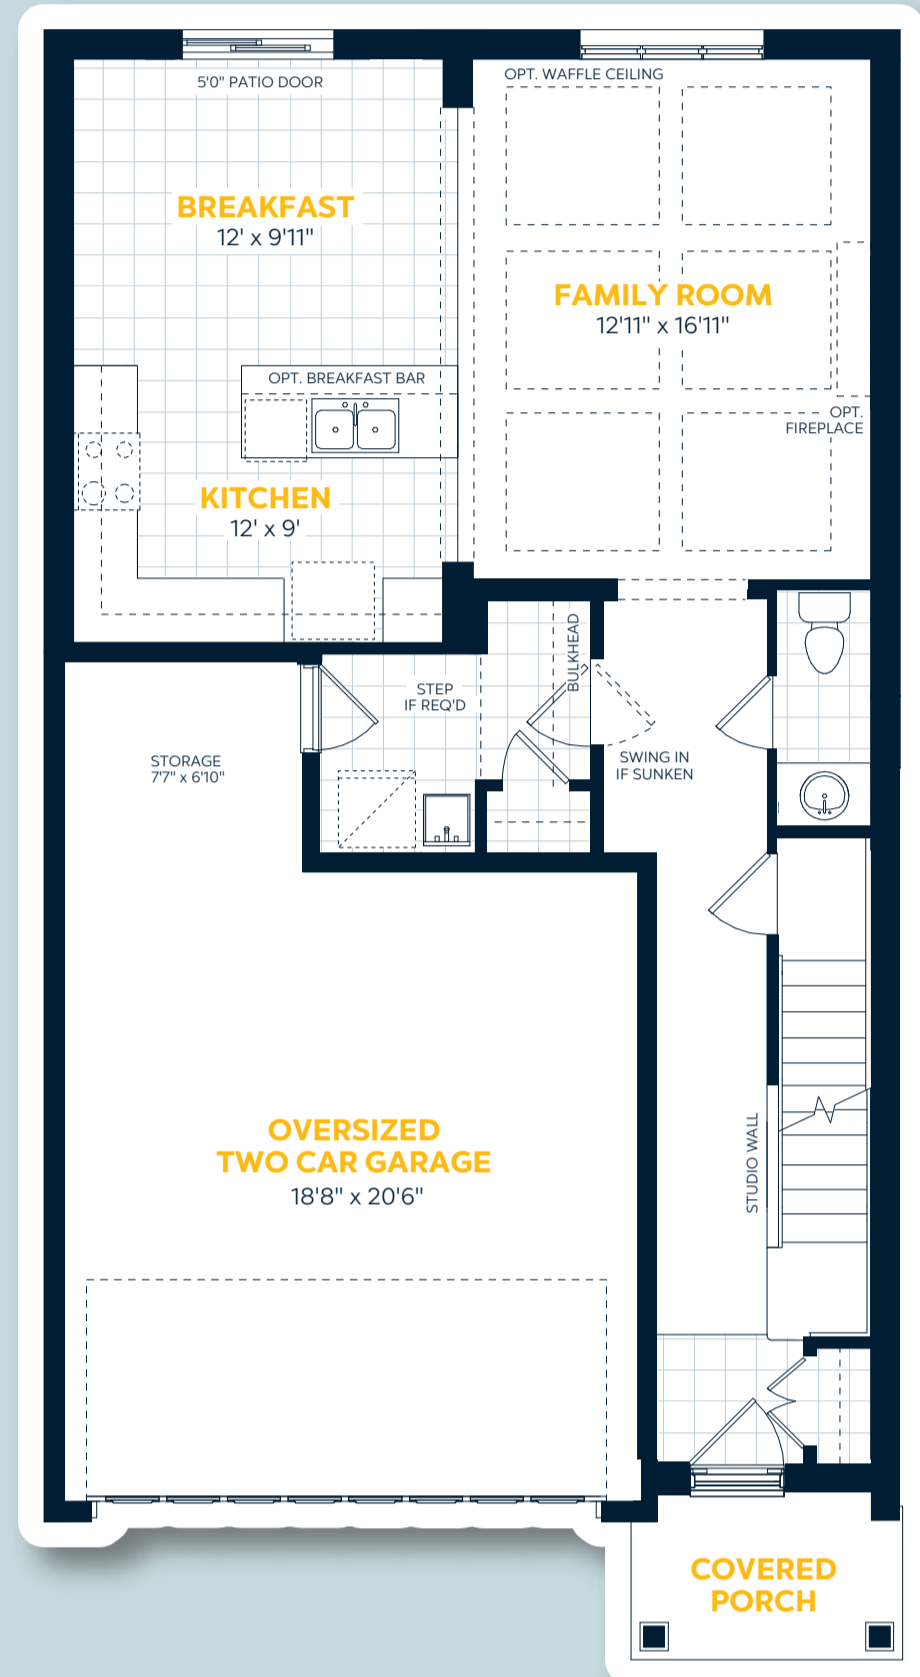 5'0" PATIO DOOR
OPT. WAFFLE CEILING
BREAKFAST
12' x 9'11"
FAMILY ROOM
12'11" x 16'11"
OPT. BREAKFAST BAR
OPT.
FIREPLACE
KITCHEN
12' x 9'
BULKHEAD
STEP
IF REQ'D
STORAGE
7'7" x 6'10"
SWING IN
IF SUNKEN
OVERSIZED
TWO CAR GARAGE
18'8" x 20'6"
STUDIO WALL
COVERED
PORCH